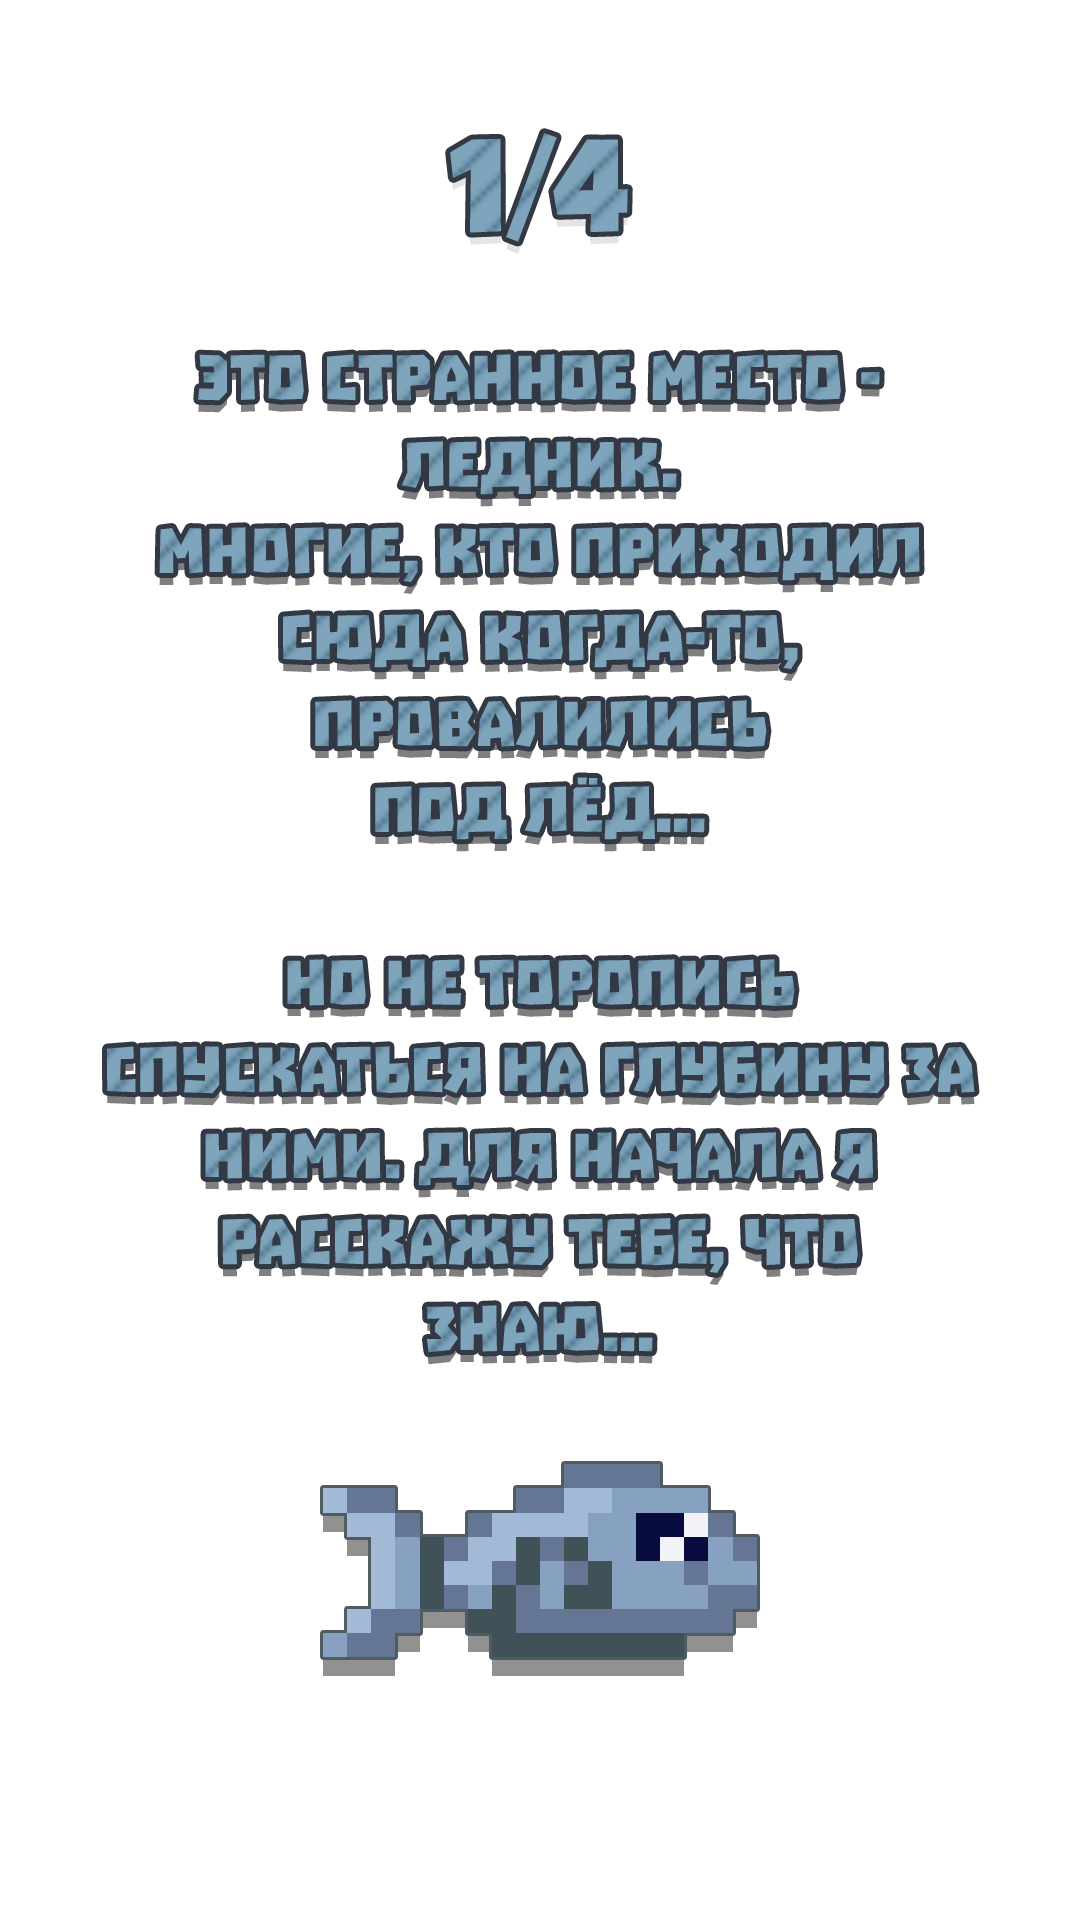 1/4
ЭТО СТРАННОЕ МЕСТО -
ЛЕДНИК.
МНОГИЕ, КТО ПРИХОДИЛ
СЮДА КОГДА-ТО,
ПРОВАЛИЛИСЬ
ПОД ЛЁД...
НО НЕ ТОРОПИСЬ
СПУСКАТЬСЯ НА ГЛУБИНУ ЗА
НИМИ. ДЛЯ НАЧАЛА Я
РАССКАЖУ ТЕБЕ, ЧТО
ЗНАЮ...